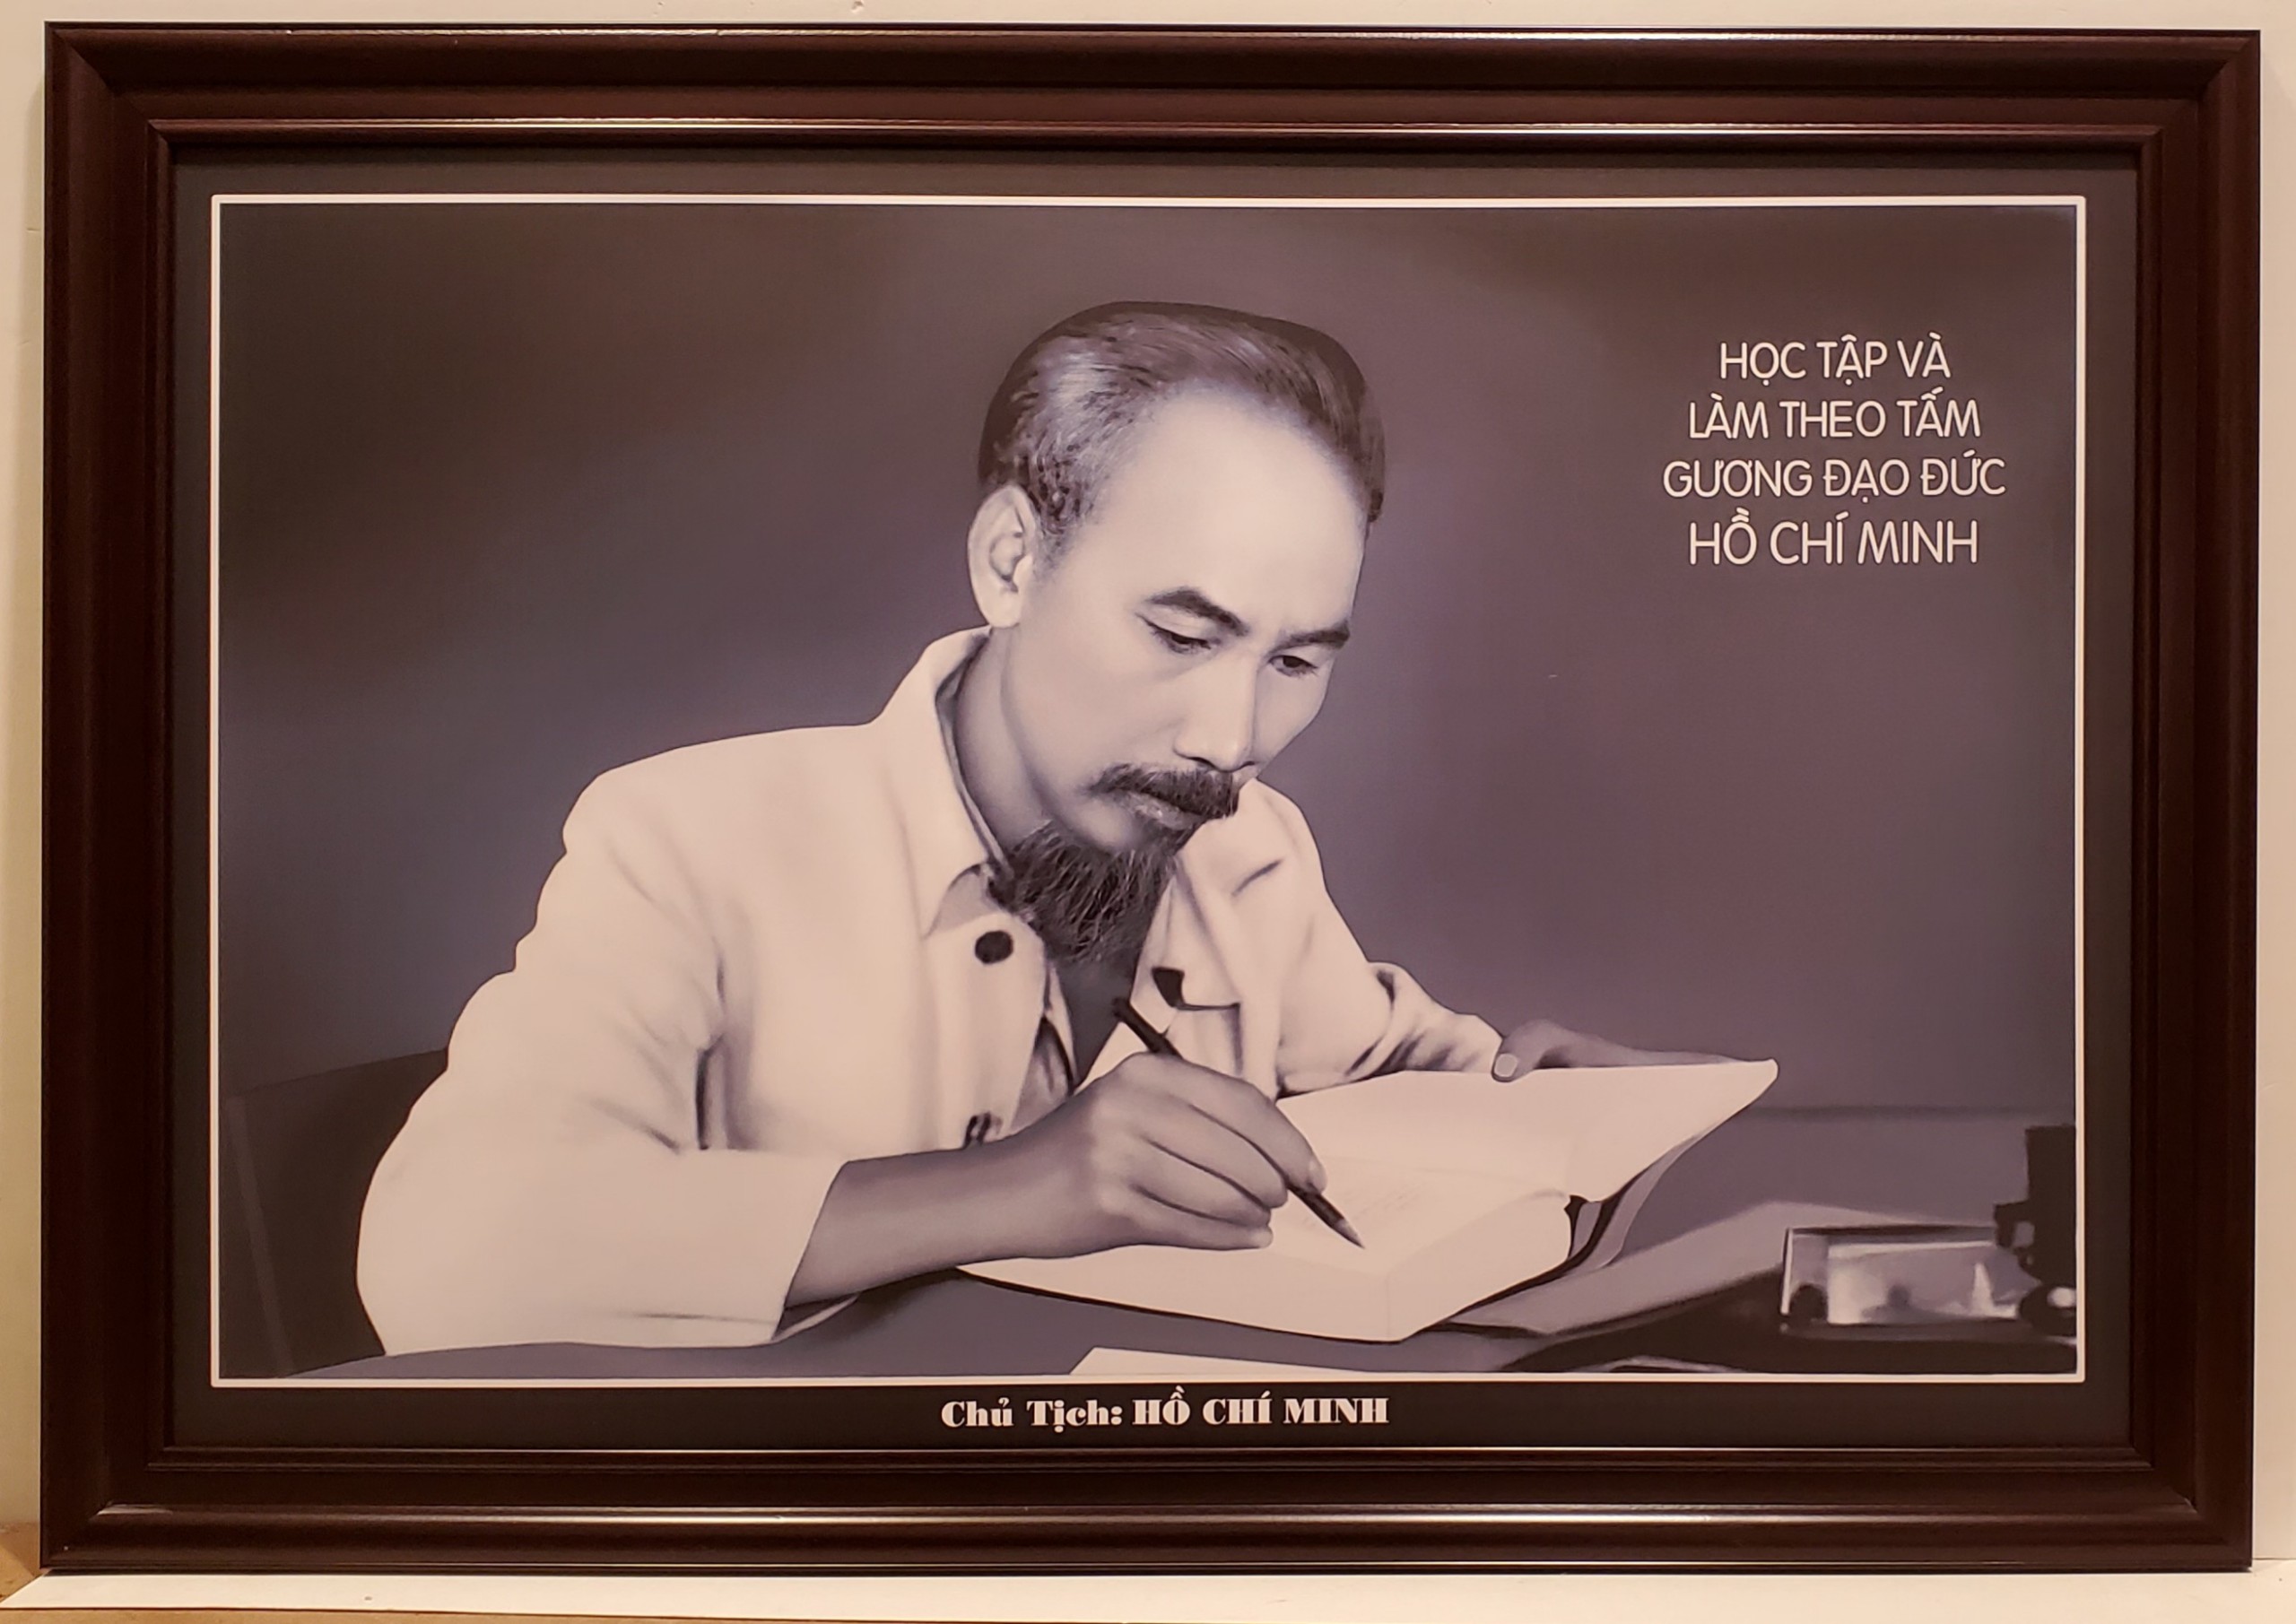 HỌC TẬP VÀ
LÀM THEO TẤM
GƯƠNG ĐẠO ĐỨC
HỒ CHÍ MINH
Chủ Tịch: HỒ CHÍ MINH